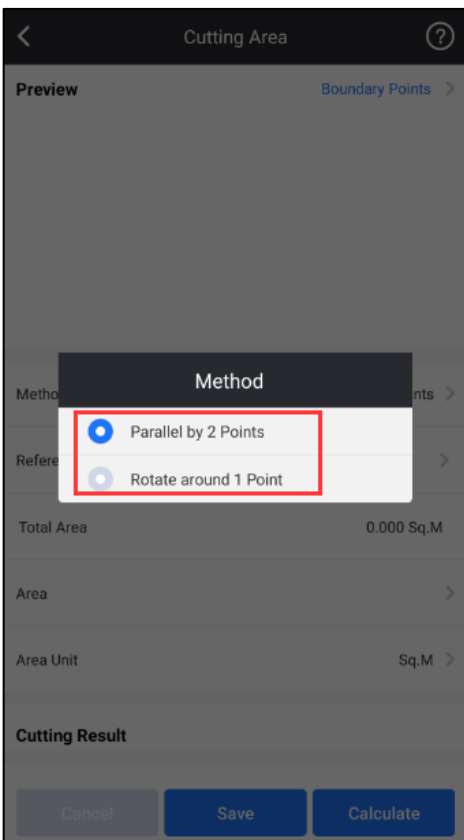 Cutting Area
Preview
Boundary Points
Method
Metho
nts
Parallel by 2 Points
Refere
Rotate around 1 Point
Total Area
0.000 Sq.M
Area
Area Unit
Sq.M
Cutting Result
Cancel
Save
Calculate